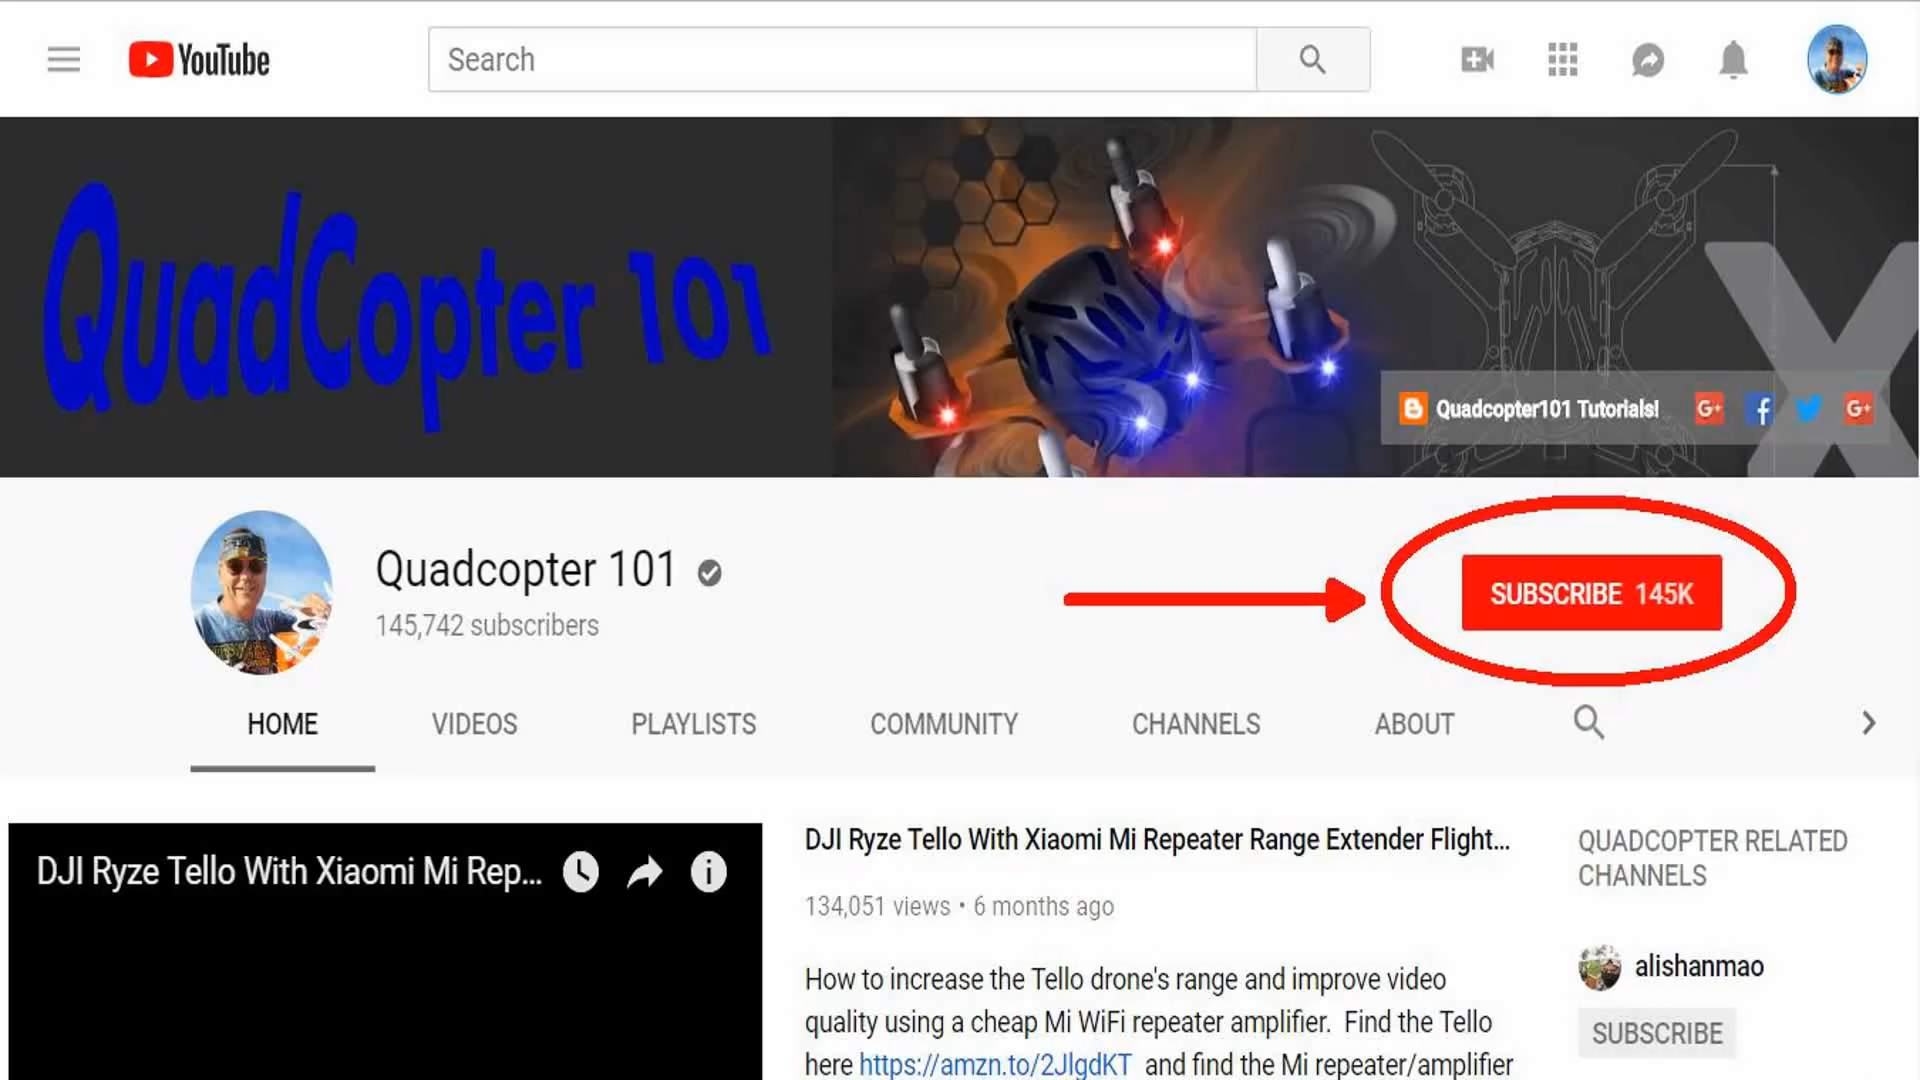 YouTube
Search
QuadCopter 101
Quadcopter101 Tutorials!
G+
f
G+
X
Quadcopter 101
145,742 subscribers
SUBSCRIBE 145K
HOME
VIDEOS
PLAYLISTS
COMMUNITY
CHANNELS
ABOUT
DJI Ryze Tello With Xiaomi Mi Rep...
DJI Ryze Tello With Xiaomi Mi Repeater Range Extender Flight...
134,051 views • 6 months ago
How to increase the Tello drone's range and improve video
quality using a cheap Mi WiFi repeater amplifier. Find the Tello
here https://amzn.to/2JlgdKT and find the Mi repeater/amplifier
QUADCOPTER RELATED
CHANNELS
alishanmao
SUBSCRIBE